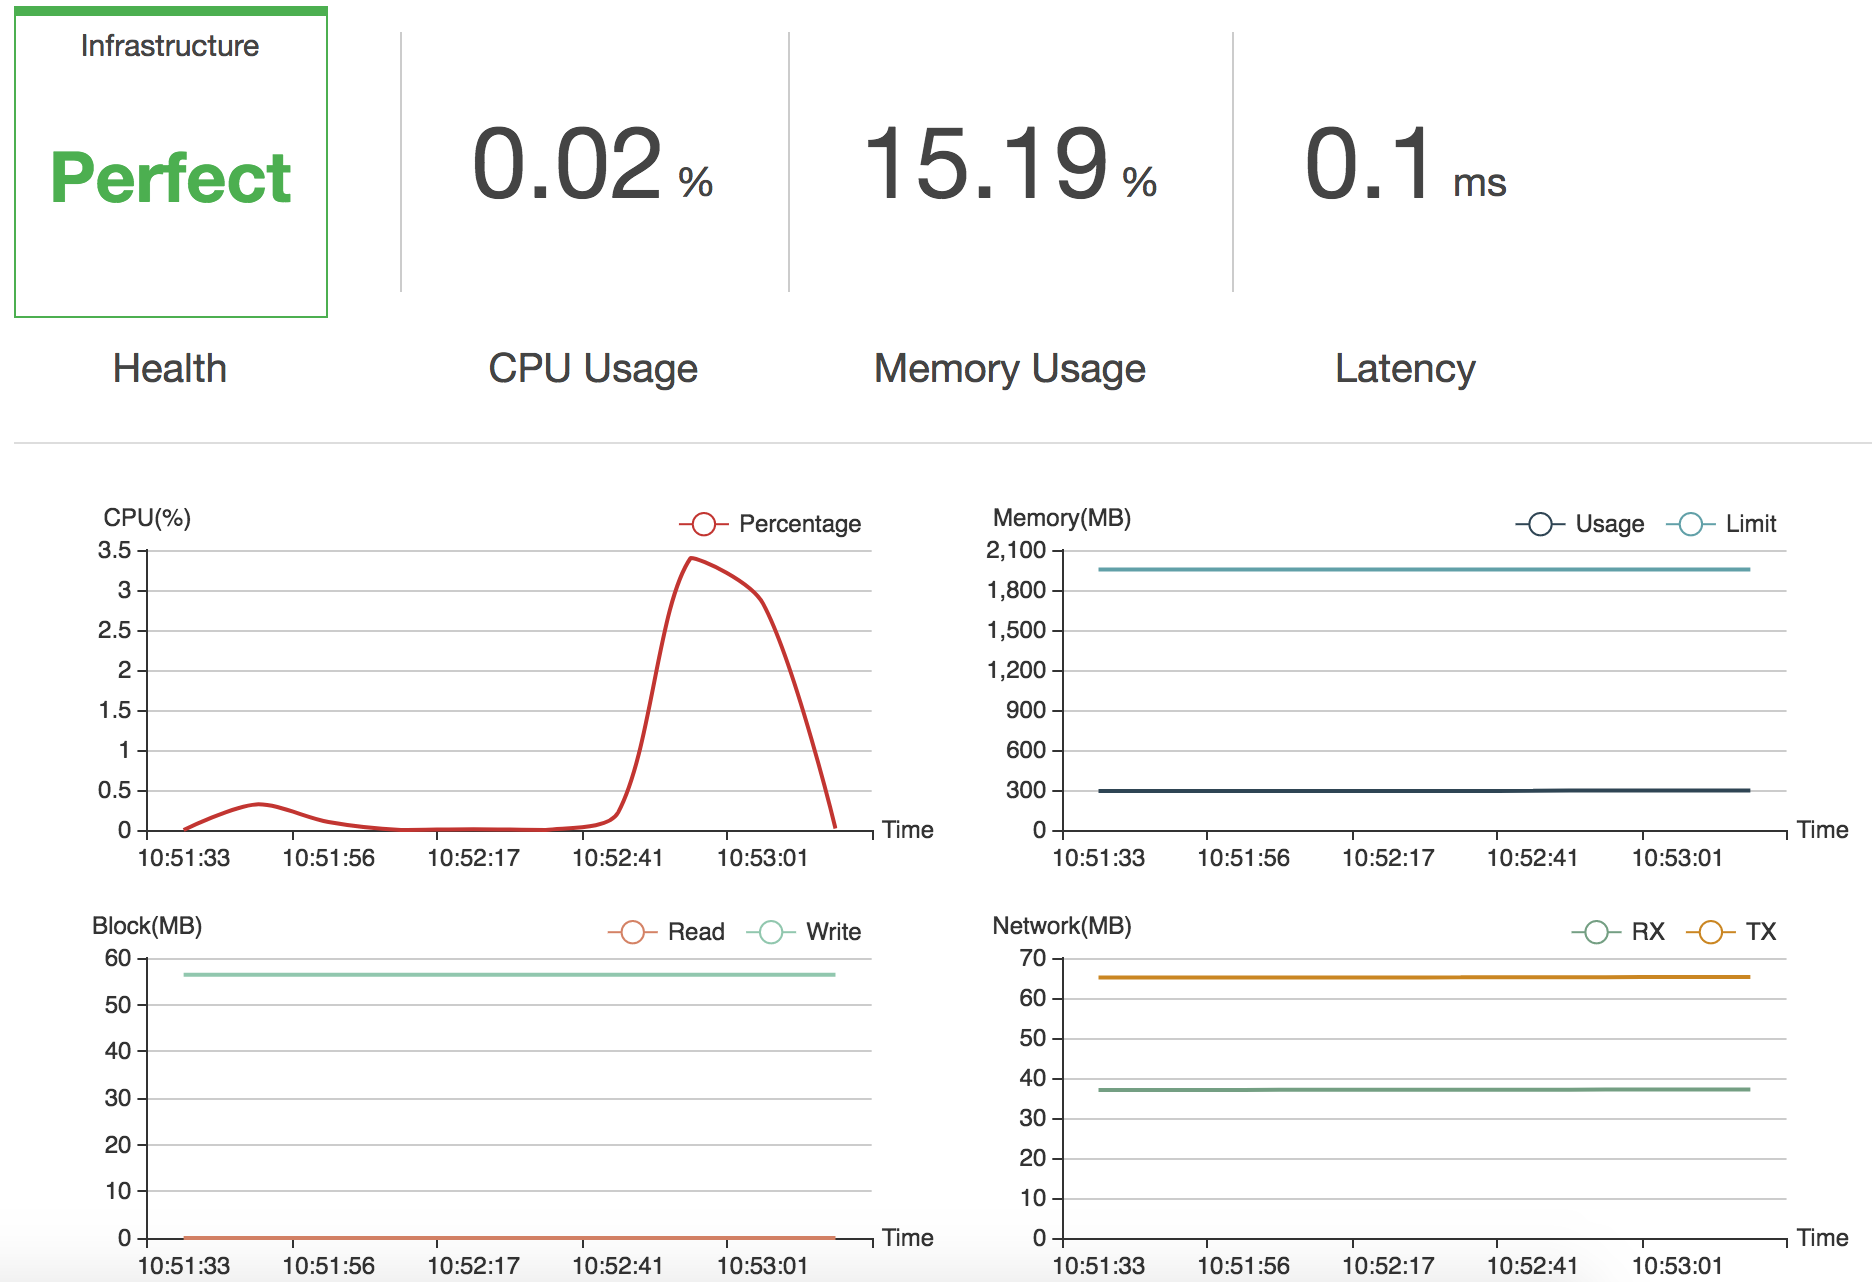 Infrastructure
Perfect
0.02 %
15.19 %
0.1 ms
Health
CPU Usage
Memory Usage
Latency
CPU(%)
Percentage
3.5
3
2.5
2
1.5
1
0.5
0
Time
10:51:33 10:51:56 10:52:17 10:52:41 10:53:01
Memory(MB)
Usage Limit
2,100
1,800
1,500
1,200
900
600
300
0
Time
10:51:33 10:51:56 10:52:17 10:52:41 10:53:01
Block(MB)
Read Write
60
50
40
30
20
10
0
Time
10:51:33 10:51:56 10:52:17 10:52:41 10:53:01
Network(MB)
RX TX
70
60
50
40
30
20
10
0
Time
10:51:33 10:51:56 10:52:17 10:52:41 10:53:01